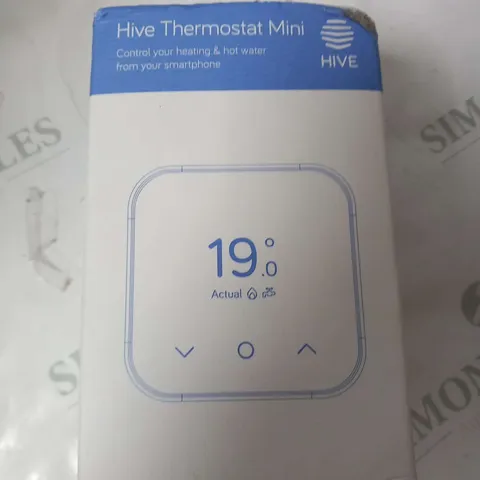 Hive Thermostat Mini
Control your heating & hot water
from your smartphone
HIVE
19.0°
Actual